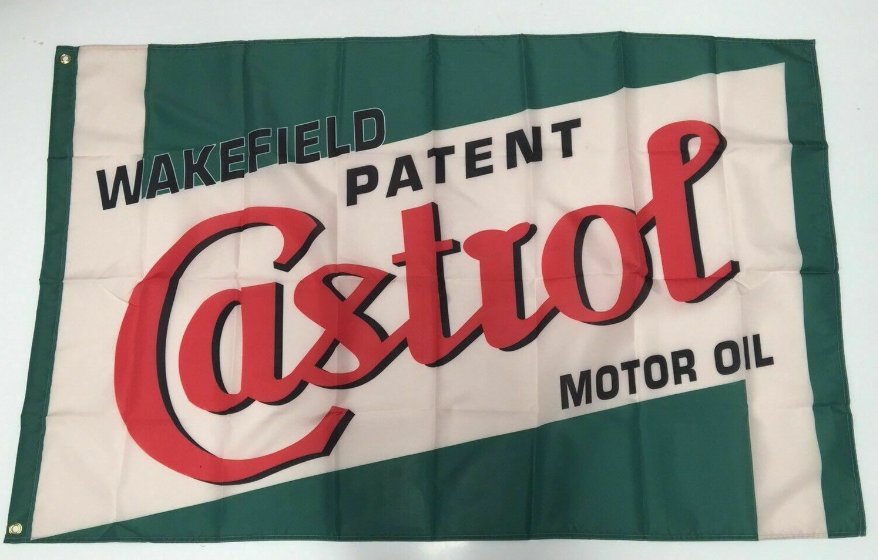 WAKEFIELD
PATENT
Castrol
MOTOR OIL